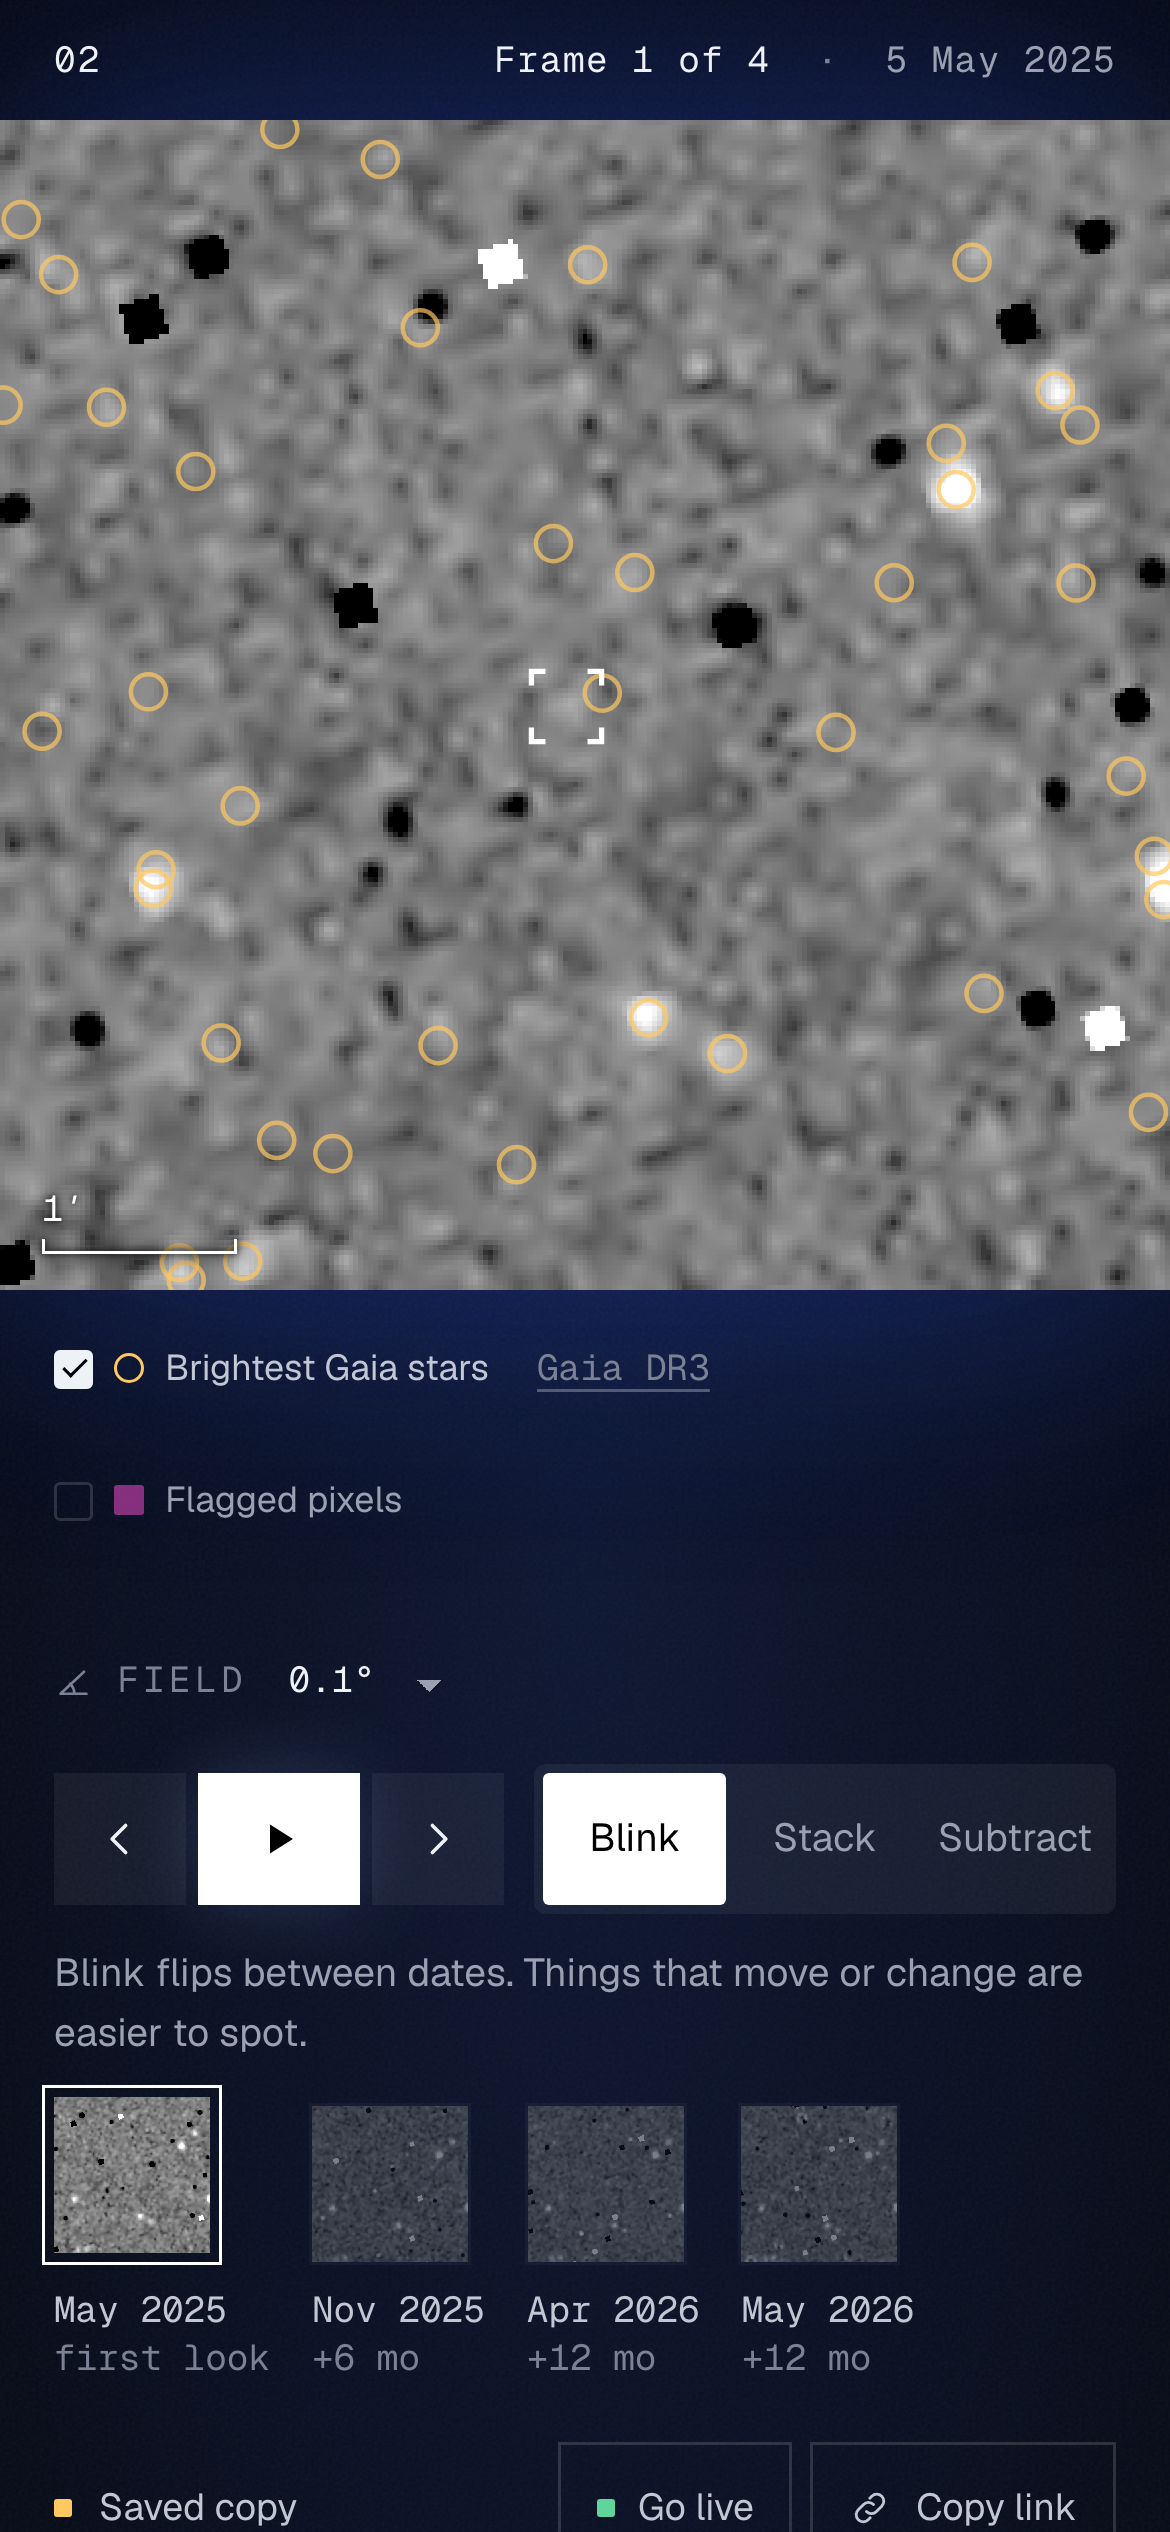 02
Frame 1 of 4 · 5 May 2025
1′
Brightest Gaia stars Gaia DR3
Flagged pixels
FIELD 0.1°
Blink Stack Subtract
Blink flips between dates. Things that move or change are
easier to spot.
May 2025 Nov 2025 Apr 2026 May 2026
first look +6 mo +12 mo +12 mo
Saved copy Go live Copy link